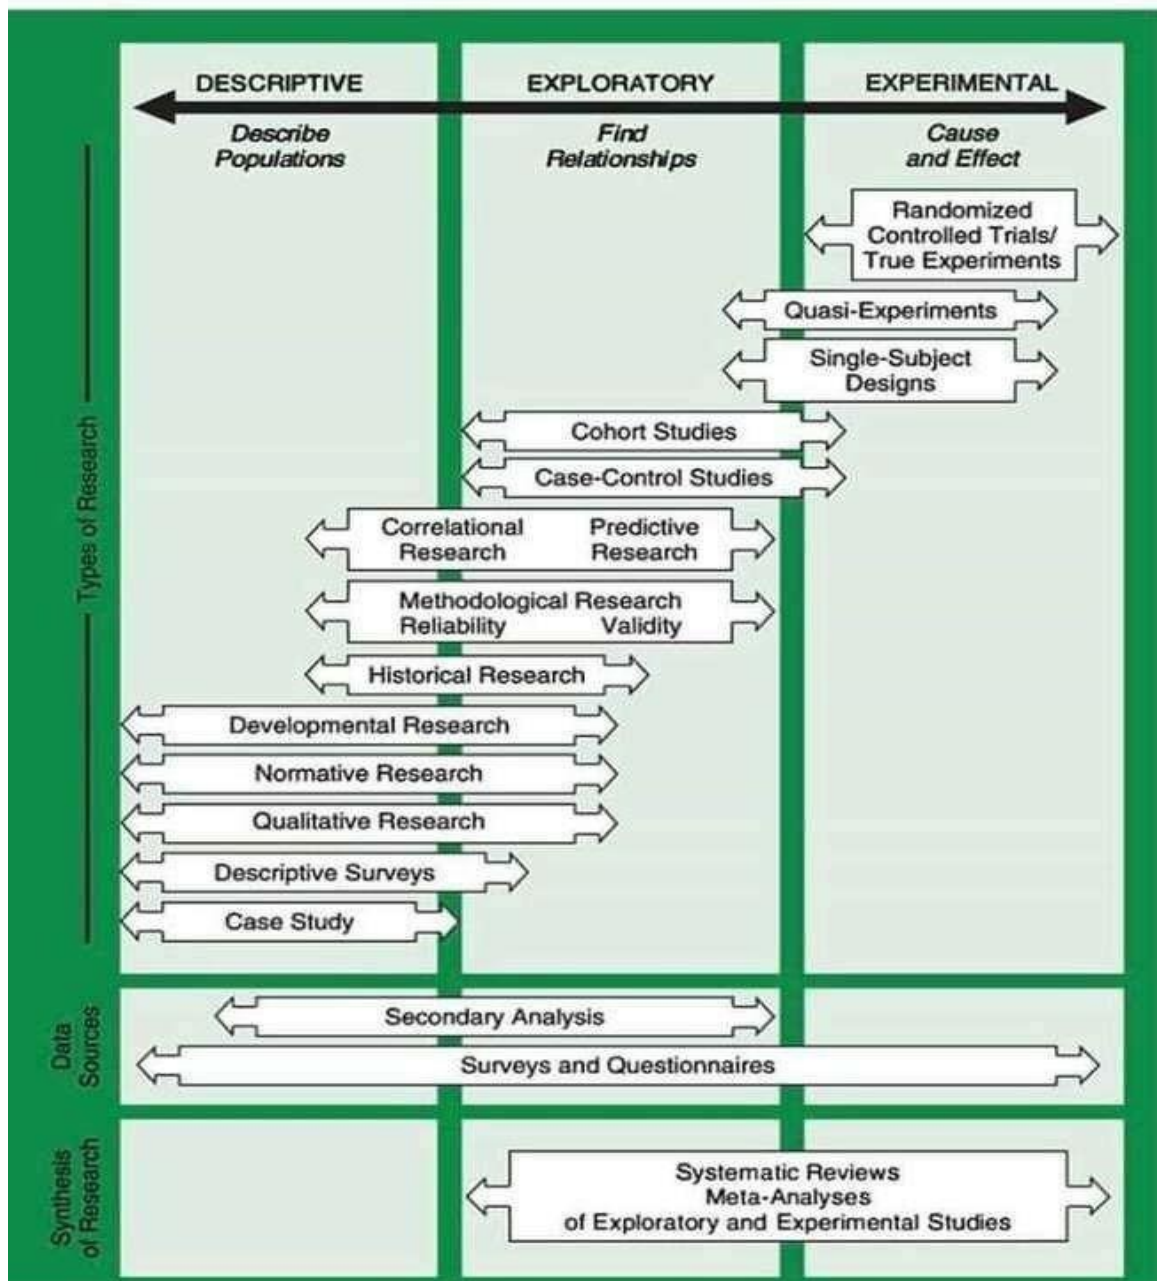 DESCRIPTIVE
EXPLORATORY
EXPERIMENTAL
Describe
Populations
Find
Relationships
Cause
and Effect
Types of Research
Randomized
Controlled Trials/
True Experiments
Quasi-Experiments
Single-Subject
Designs
Cohort Studies
Case-Control Studies
Correlational Predictive
Research Research
Methodological Research
Reliability Validity
Historical Research
Developmental Research
Normative Research
Qualitative Research
Descriptive Surveys
Case Study
Data
Sources
Secondary Analysis
Surveys and Questionnaires
Synthesis
of Research
Systematic Reviews
Meta-Analyses
of Exploratory and Experimental Studies